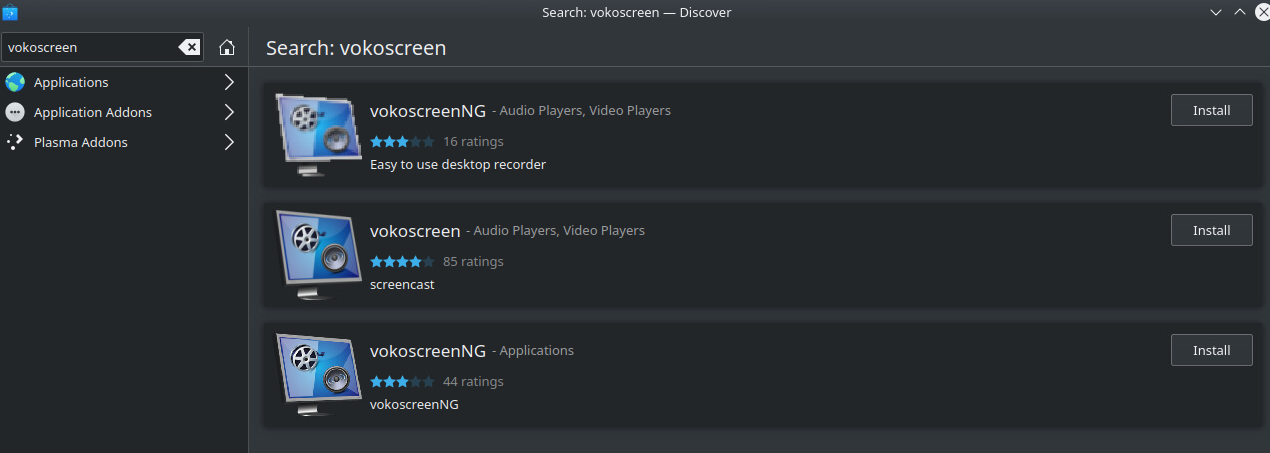 Search: vokoscreen — Discover
vokoscreen
Search: vokoscreen
Applications
Application Addons
Plasma Addons
vokoscreenNG - Audio Players, Video Players
Install
16 ratings
Easy to use desktop recorder
vokoscreen - Audio Players, Video Players
Install
85 ratings
screencast
vokoscreenNG - Applications
Install
44 ratings
vokoscreenNG